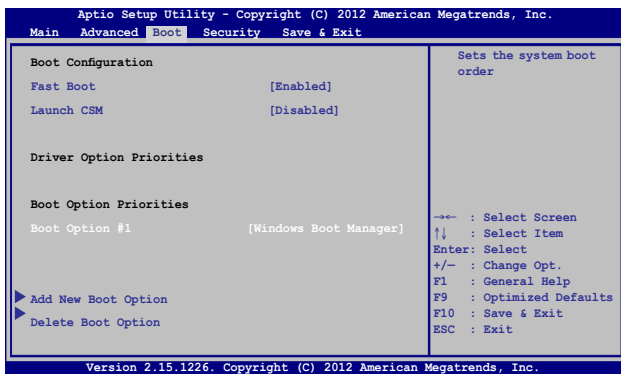 Aptio Setup Utility - Copyright (C) 2012 American Megatrends, Inc.
Main Advanced Boot Security Save & Exit
Boot Configuration
Fast Boot [Enabled]
Launch CSM [Disabled]
Driver Option Priorities
Boot Option Priorities
Boot Option #1 [Windows Boot Manager]
Add New Boot Option
Delete Boot Option
Sets the system boot
order
→← : Select Screen
↑↓ : Select Item
Enter: Select
+/— : Change Opt.
F1 : General Help
F9 : Optimized Defaults
F10 : Save & Exit
ESC : Exit
Version 2.15.1226. Copyright (C) 2012 American Megatrends, Inc.